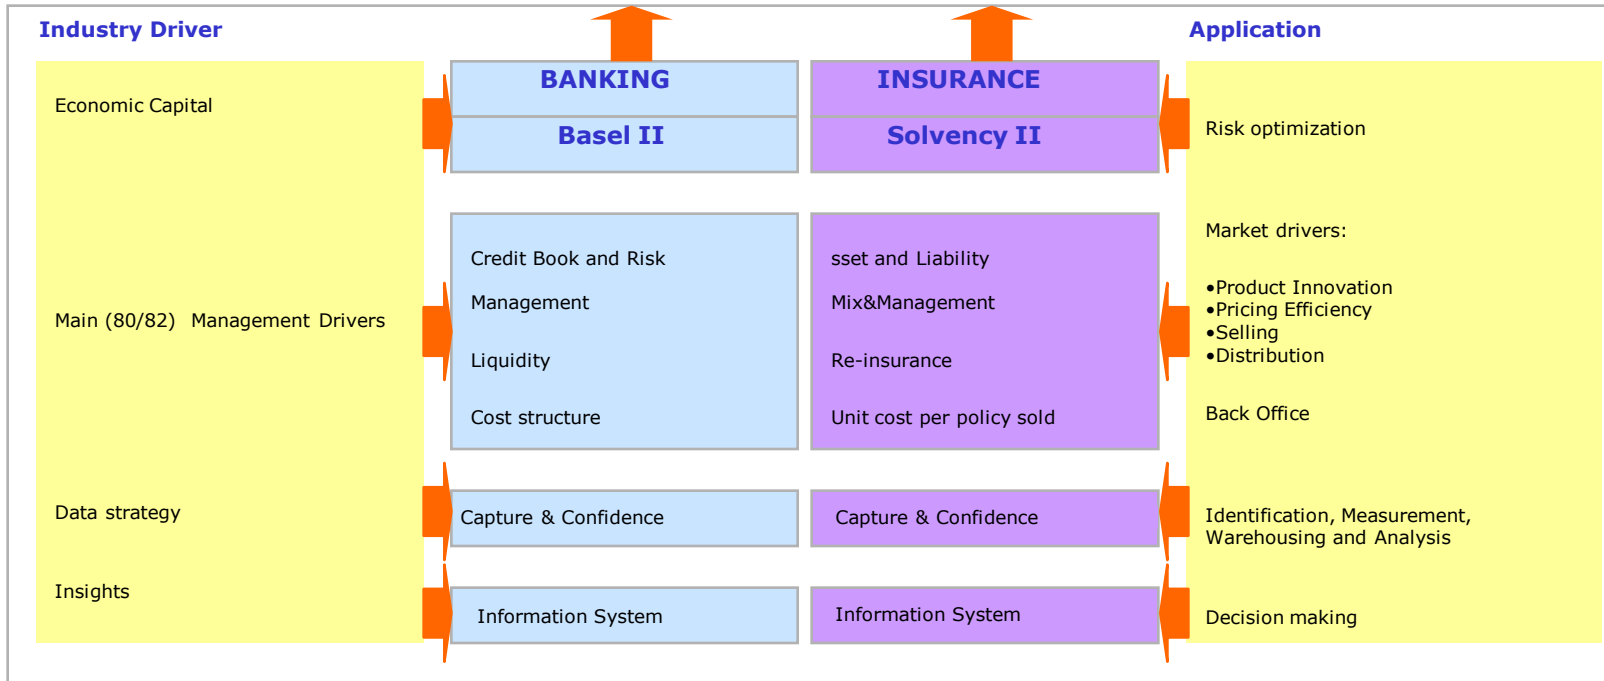 Industry Driver
Economic Capital
Main (80/82)  Management Drivers
Data strategy
Insights
BANKING
Basel II
Credit Book and Risk
Management
Liquidity
Cost structure
Capture & Confidence
Information System
INSURANCE
Solvency II
sset and Liability
Mix&Management
Re-insurance
Unit cost per policy sold
Capture & Confidence
Information System
Application
Risk optimization
Market drivers:
•Product Innovation
•Pricing Efficiency
•Selling
•Distribution
Back Office
Identification, Measurement,
Warehousing and Analysis
Decision making